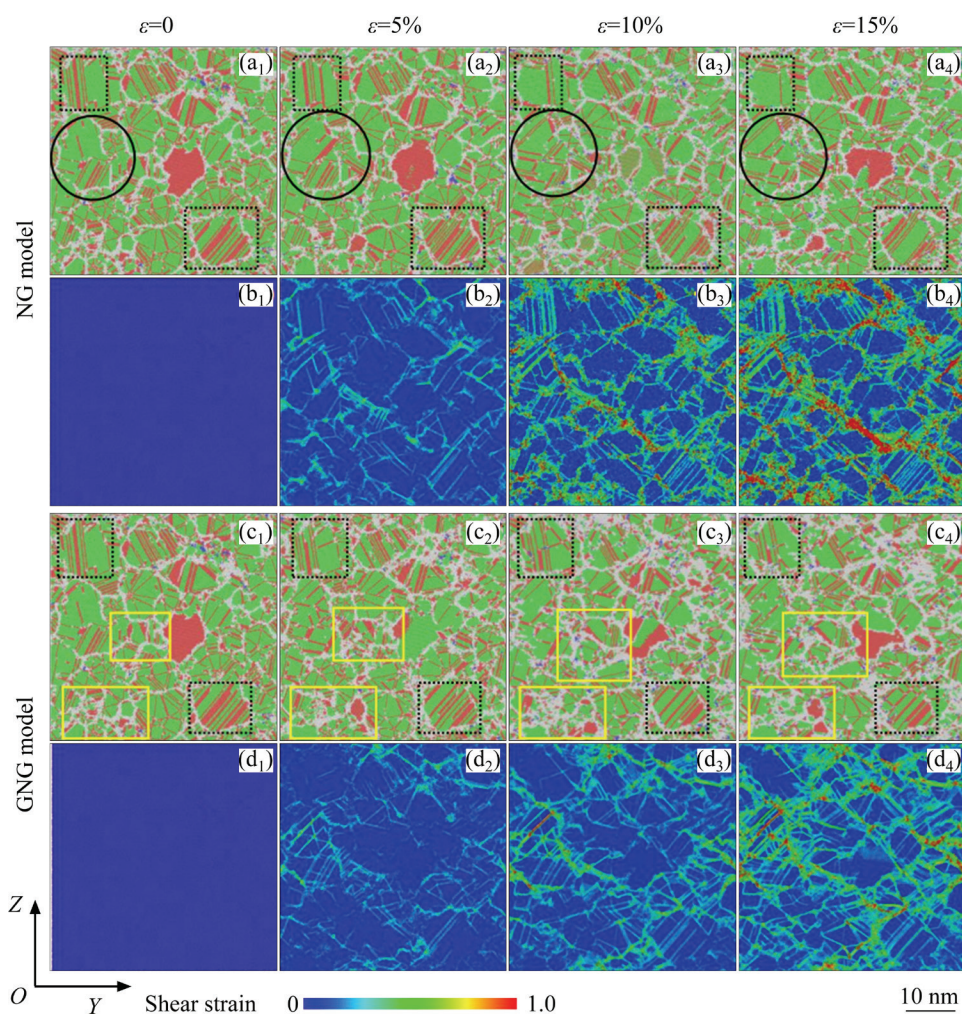 ε=0 ε=5% ε=10% ε=15%
(a1) (a2) (a3) (a4)
NG model
(b1) (b2) (b3) (b4)
(c1) (c2) (c3) (c4)
GNG model
(d1) (d2) (d3) (d4)
Z
O Y Shear strain 0 1.0 10 nm